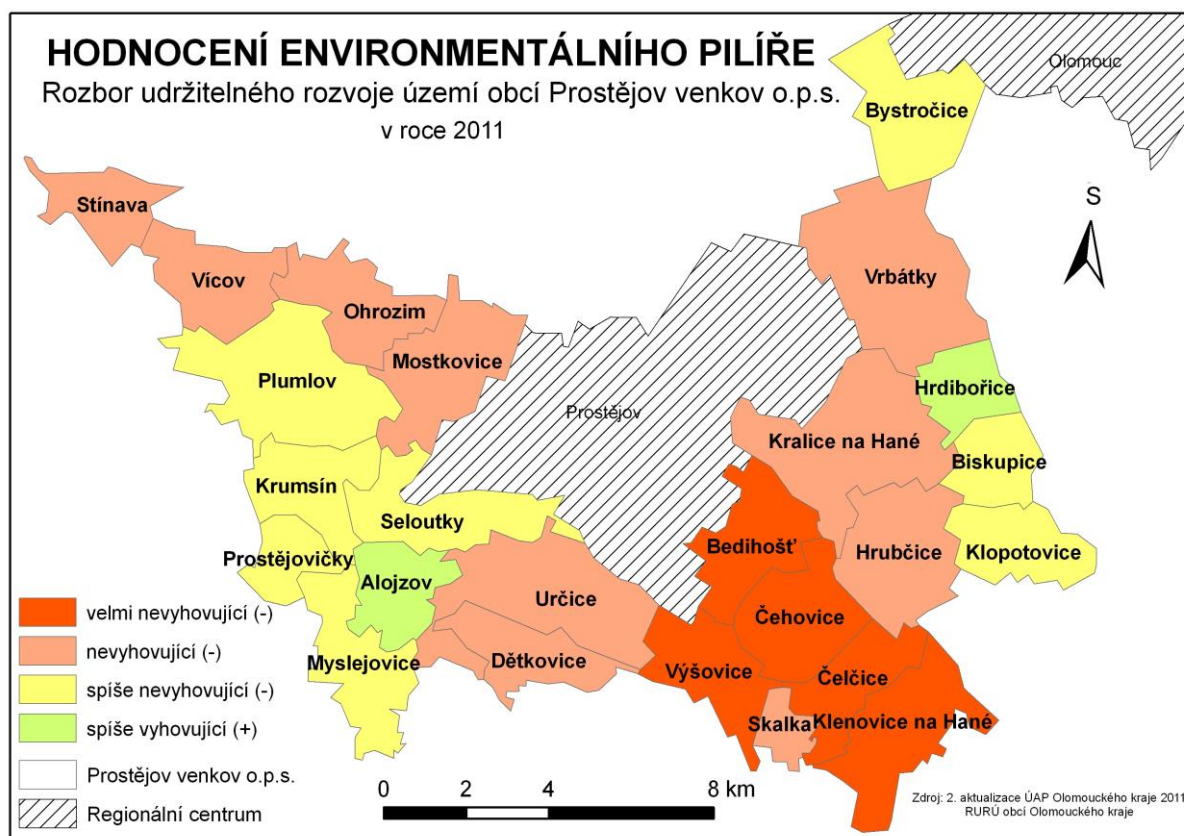 HODNOCENÍ ENVIRONMENTÁLNÍHO PILÍŘE
Rozbor udržitelného rozvoje území obcí Prostějov venkov o.p.s.
v roce 2011
Olomouc
Bystročice
S
Stínava
Vícov
Vrbátky
Ohrozim
Mostkovice
Plumlov
Hrdibořice
Prostějov
Kralice na Hané
Biskupice
Krumsín
Seloutky
Bedihošť
Hrubčice
Klopotovice
Prostějovičky
Alojzov
Určice
Čehovice
Myslejovice
Dětkovice
Výšovice
Čelčice
Skalka
Klenovice na Hané
velmi nevyhovující (-)
nevyhovující (-)
spíše nevyhovující (-)
spíše vyhovující (+)
Prostějov venkov o.p.s.
Regionální centrum
0 2 4 8 km
Zdroj: 2. aktualizace ÚAP Olomouckého kraje 2011
RURÚ obcí Olomouckého kraje